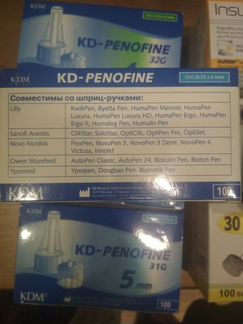 KD-PENOFINE
32G
Insu
KDM
KD-PENOFINE
31G (0.25 x 5 mm)
Совместимы со шприц-ручками:
Lilly
KwikPen, Byetta Pen, HumaPen Memoir, HumaPen
Luxura, HumaPen Luxura HD, HumaPen Ergo, HumaPen
Ergo II, Humalog Pen, Humulin Pen
Sanofi Aventis
ClikStar, SoloStar, OptiClik, OptiPen Pro, OptiSet,
Novo Nordisk
FlexPen, NovoPen 3, NovoPen 3 Demi, NovoPen 4,
Victoza, Innolet
Owen Mumford
AutoPen Classic, AutoPen 24, Biosulin Pen, Bioton Pen
Ypsomed
Ypsopen, Dongbao Pen, Biomatik Pen
KDM
100
KD-PENOFINE
31G
5 mm
KDM
100
30
100